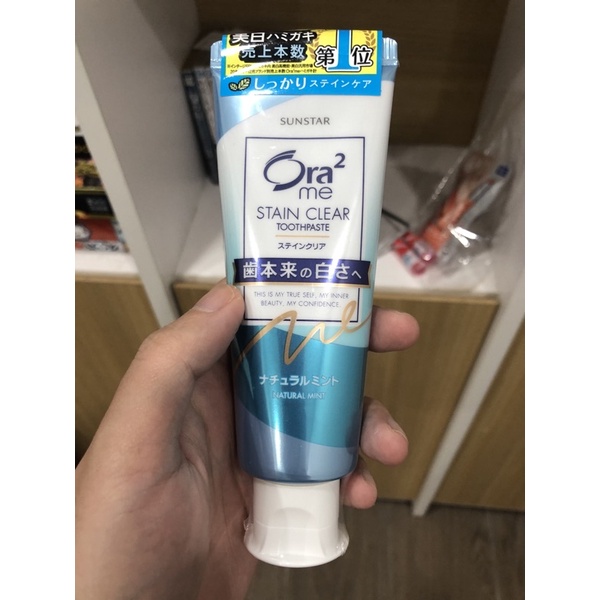 美白ハミガキ
売上本数
第1位
しっかりステインケア
SUNSTAR
Ora2
me
STAIN CLEAR
TOOTHPASTE
ステインクリア
歯本来の白さへ
THIS IS MY TRUE SELF, MY INNER
BEAUTY, MY CONFIDENCE.
me
ナチュラルミント
NATURAL MINT